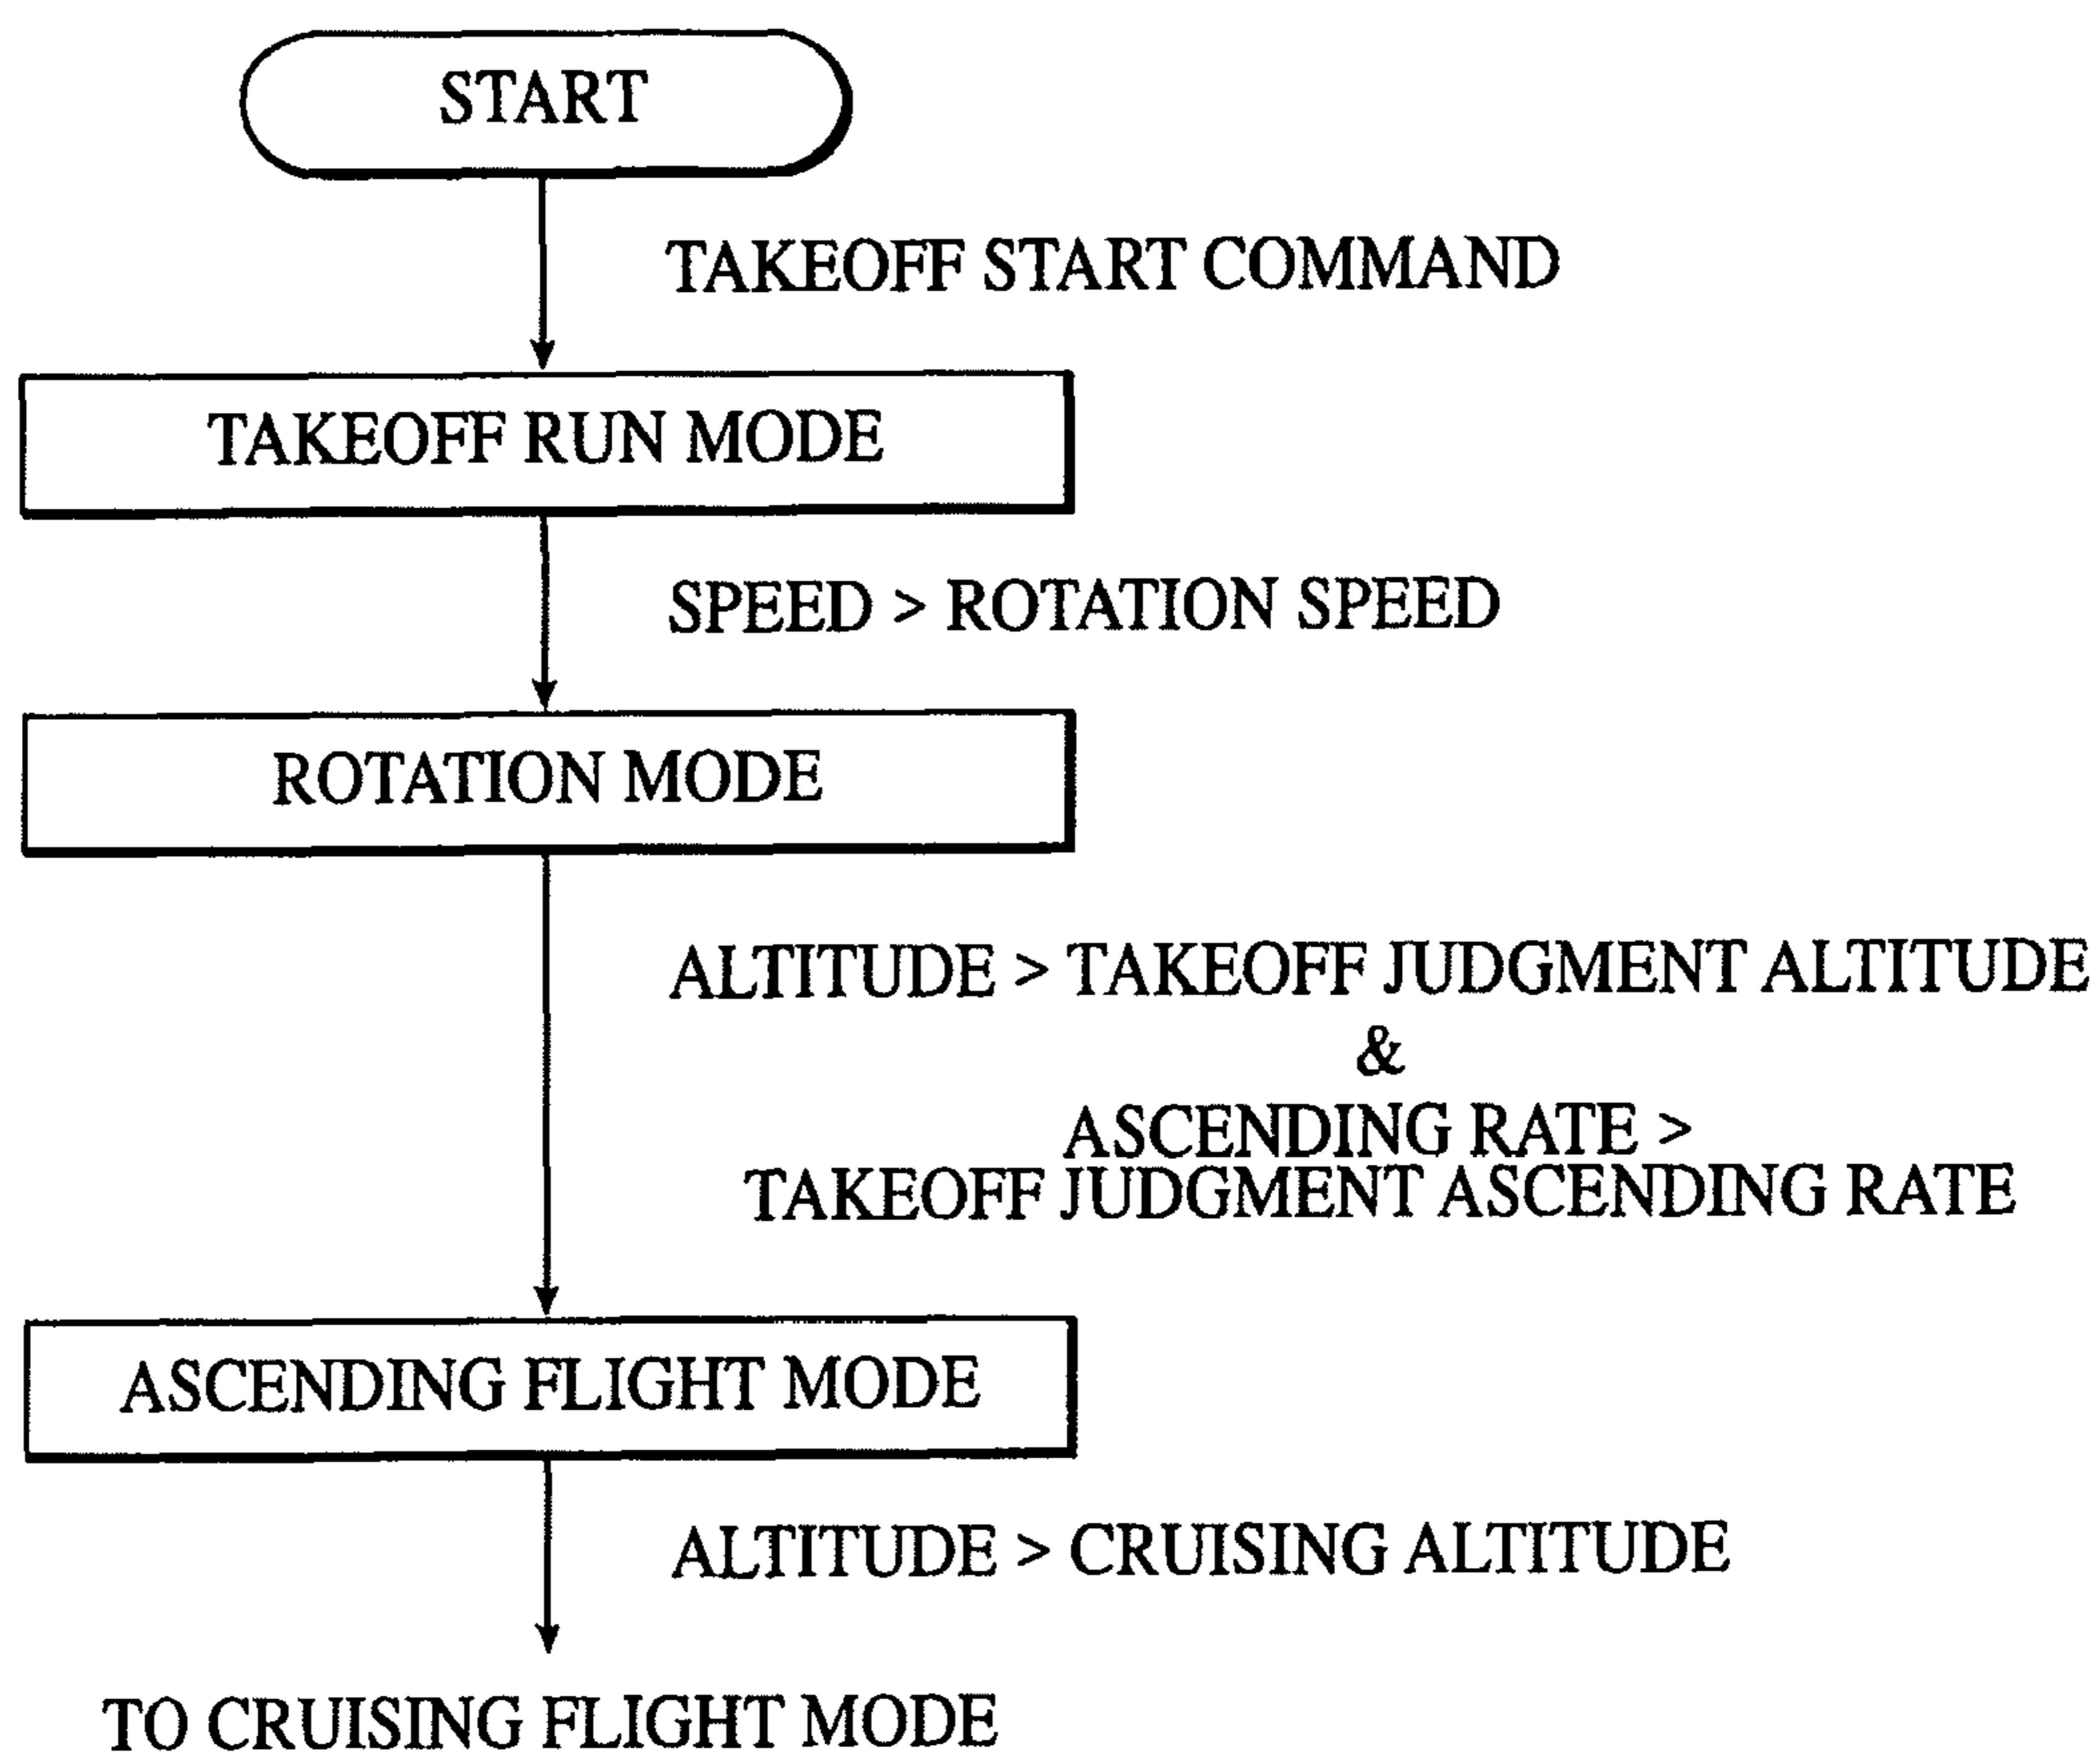 START
TAKEOFF START COMMAND
TAKEOFF RUN MODE
SPEED > ROTATION SPEED
ROTATION MODE
ALTITUDE > TAKEOFF JUDGMENT ALTITUDE
&
ASCENDING RATE >
TAKEOFF JUDGMENT ASCENDING RATE
ASCENDING FLIGHT MODE
ALTITUDE > CRUISING ALTITUDE
TO CRUISING FLIGHT MODE